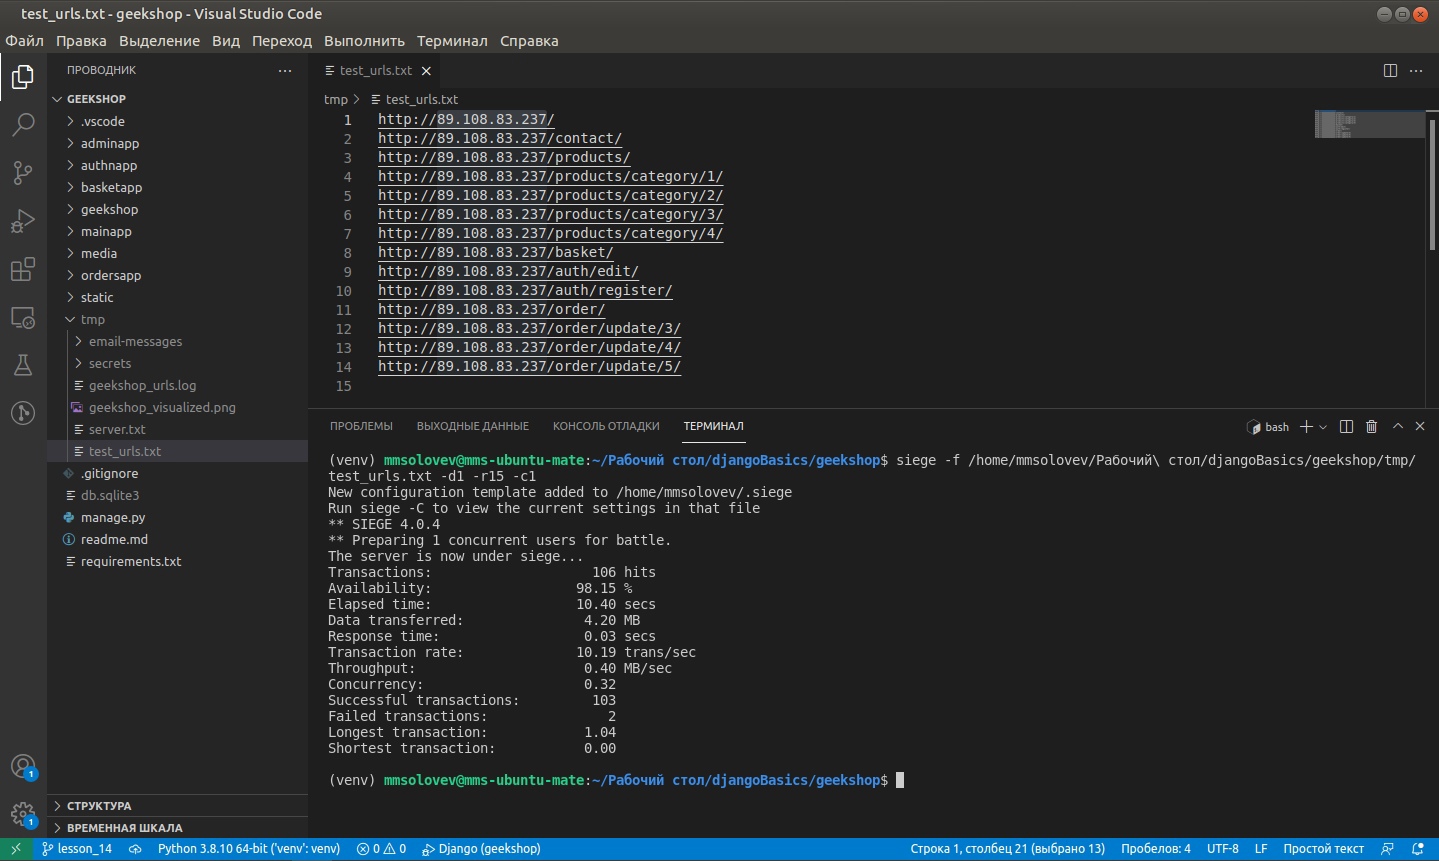 test_urls.txt - geekshop - Visual Studio Code
Файл Правка Выделение Вид Переход Выполнить Терминал Справка
ПРОВОДНИК
GEEKSHOP
.vscode
adminapp
authnapp
basketapp
geekshop
mainapp
media
ordersapp
static
tmp
email-messages
secrets
geekshop_urls.log
geekshop_visualized.png
server.txt
test_urls.txt
.gitignore
db.sqlite3
manage.py
readme.md
requirements.txt
СТРУКТУРА
ВРЕМЕННАЯ ШКАЛА
test_urls.txt
tmp > test_urls.txt
1 http://89.108.83.237/
2 http://89.108.83.237/contact/
3 http://89.108.83.237/products/
4 http://89.108.83.237/products/category/1/
5 http://89.108.83.237/products/category/2/
6 http://89.108.83.237/products/category/3/
7 http://89.108.83.237/products/category/4/
8 http://89.108.83.237/basket/
9 http://89.108.83.237/auth/edit/
10 http://89.108.83.237/auth/register/
11 http://89.108.83.237/order/
12 http://89.108.83.237/order/update/3/
13 http://89.108.83.237/order/update/4/
14 http://89.108.83.237/order/update/5/
15
ПРОБЛЕМЫ ВЫХОДНЫЕ ДАННЫЕ КОНСОЛЬ ОТЛАДКИ ТЕРМИНАЛ bash
(venv) mmsolovev@mms-ubuntu-mate:~/Рабочий стол/djangoBasics/geekshop$ siege -f /home/mmsolovev/Рабочий\ стол/djangoBasics/geekshop/tmp/
test_urls.txt -d1 -r15 -c1
New configuration template added to /home/mmsolovev/.siege
Run siege -C to view the current settings in that file
** SIEGE 4.0.4
** Preparing 1 concurrent users for battle.
The server is now under siege...
Transactions: 106 hits
Availability: 98.15 %
Elapsed time: 10.40 secs
Data transferred: 4.20 MB
Response time: 0.03 secs
Transaction rate: 10.19 trans/sec
Throughput: 0.40 MB/sec
Concurrency: 0.32
Successful transactions: 103
Failed transactions: 2
Longest transaction: 1.04
Shortest transaction: 0.00
(venv) mmsolovev@mms-ubuntu-mate:~/Рабочий стол/djangoBasics/geekshop$
1
1
lesson_14 Python 3.8.10 64-bit ('venv': venv) 0 0 Django (geekshop) Строка 1, столбец 21 (выбрано 13) Пробелов: 4 UTF-8 LF Простой текст